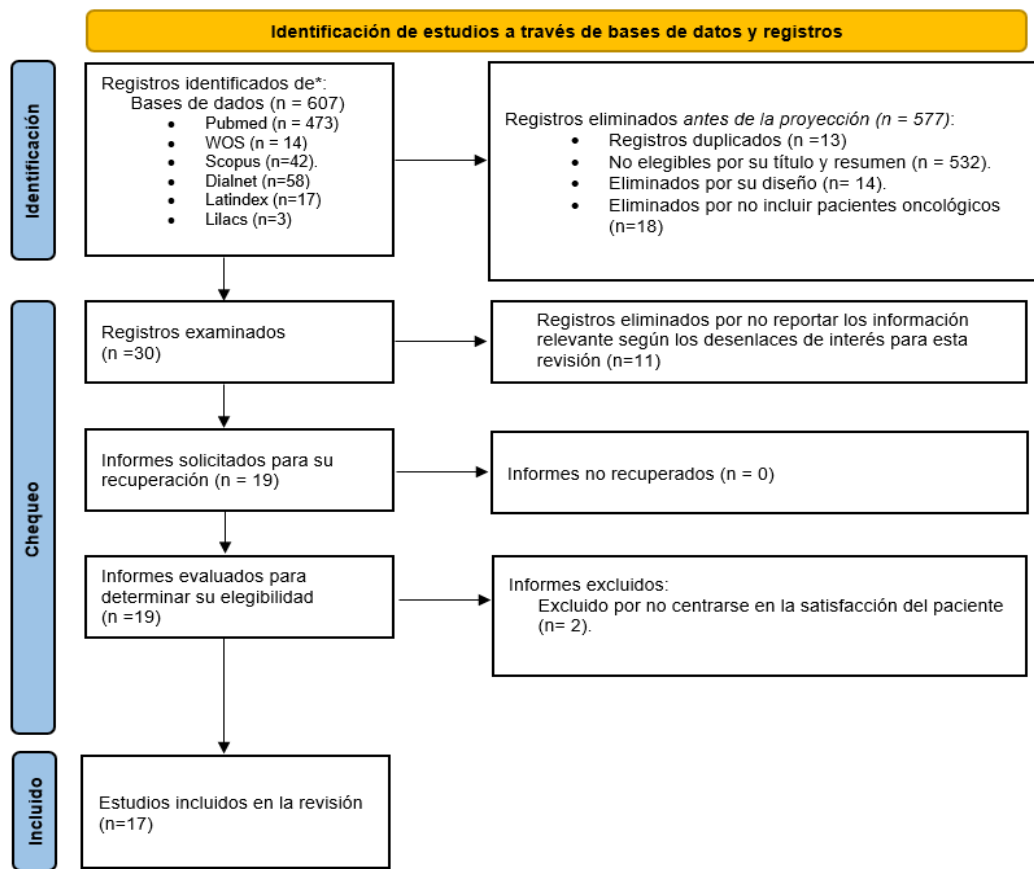 Identificación de estudios a través de bases de datos y registros
Identificación
Registros identificados de*:
Bases de dados (n = 607)
• Pubmed (n = 473)
• WOS (n = 14)
• Scopus (n=42).
• Dialnet (n=58)
• Latindex (n=17)
• Lilacs (n=3)
Registros eliminados antes de la proyección (n = 577):
• Registros duplicados (n =13)
• No elegibles por su título y resumen (n = 532).
• Eliminados por su diseño (n= 14).
• Eliminados por no incluir pacientes oncológicos
(n=18)
Chequeo
Registros examinados
(n =30)
Registros eliminados por no reportar los información
relevante según los desenlaces de interés para esta
revisión (n=11)
Informes solicitados para su
recuperación (n = 19)
Informes no recuperados (n = 0)
Informes evaluados para
determinar su elegibilidad
(n =19)
Informes excluidos:
Excluido por no centrarse en la satisfacción del paciente
(n= 2).
Incluido
Estudios incluidos en la revisión
(n=17)